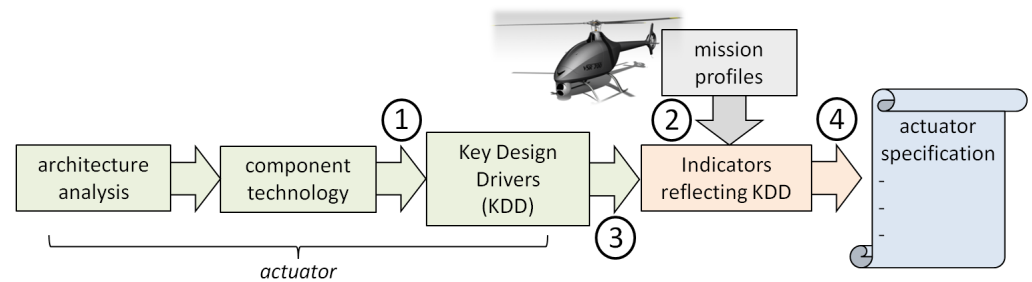 mission
profiles
1
2
4
architecture
analysis
component
technology
Key Design
Drivers
(KDD)
Indicators
reflecting KDD
actuator
specification
-
-
-
3
actuator